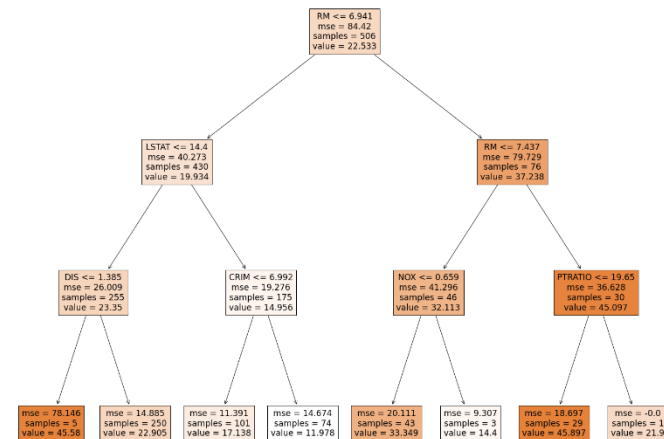 RM <= 6.941
mse = 84.42
samples = 506
value = 22.533
LSTAT <= 14.4
mse = 40.273
samples = 430
value = 19.934
RM <= 7.437
mse = 79.729
samples = 76
value = 37.238
DIS <= 1.385
mse = 26.009
samples = 255
value = 23.35
CRIM <= 6.992
mse = 19.276
samples = 175
value = 14.956
NOX <= 0.659
mse = 41.296
samples = 46
value = 32.113
PTRATIO <= 19.65
mse = 36.628
samples = 30
value = 45.097
mse = 78.146
samples = 5
value = 45.58
mse = 14.885
samples = 250
value = 22.905
mse = 11.391
samples = 101
value = 17.138
mse = 14.674
samples = 74
value = 11.978
mse = 20.111
samples = 43
value = 33.349
mse = 9.307
samples = 3
value = 14.4
mse = 18.697
samples = 29
value = 45.897
mse = -0.0
samples = 1
value = 21.9